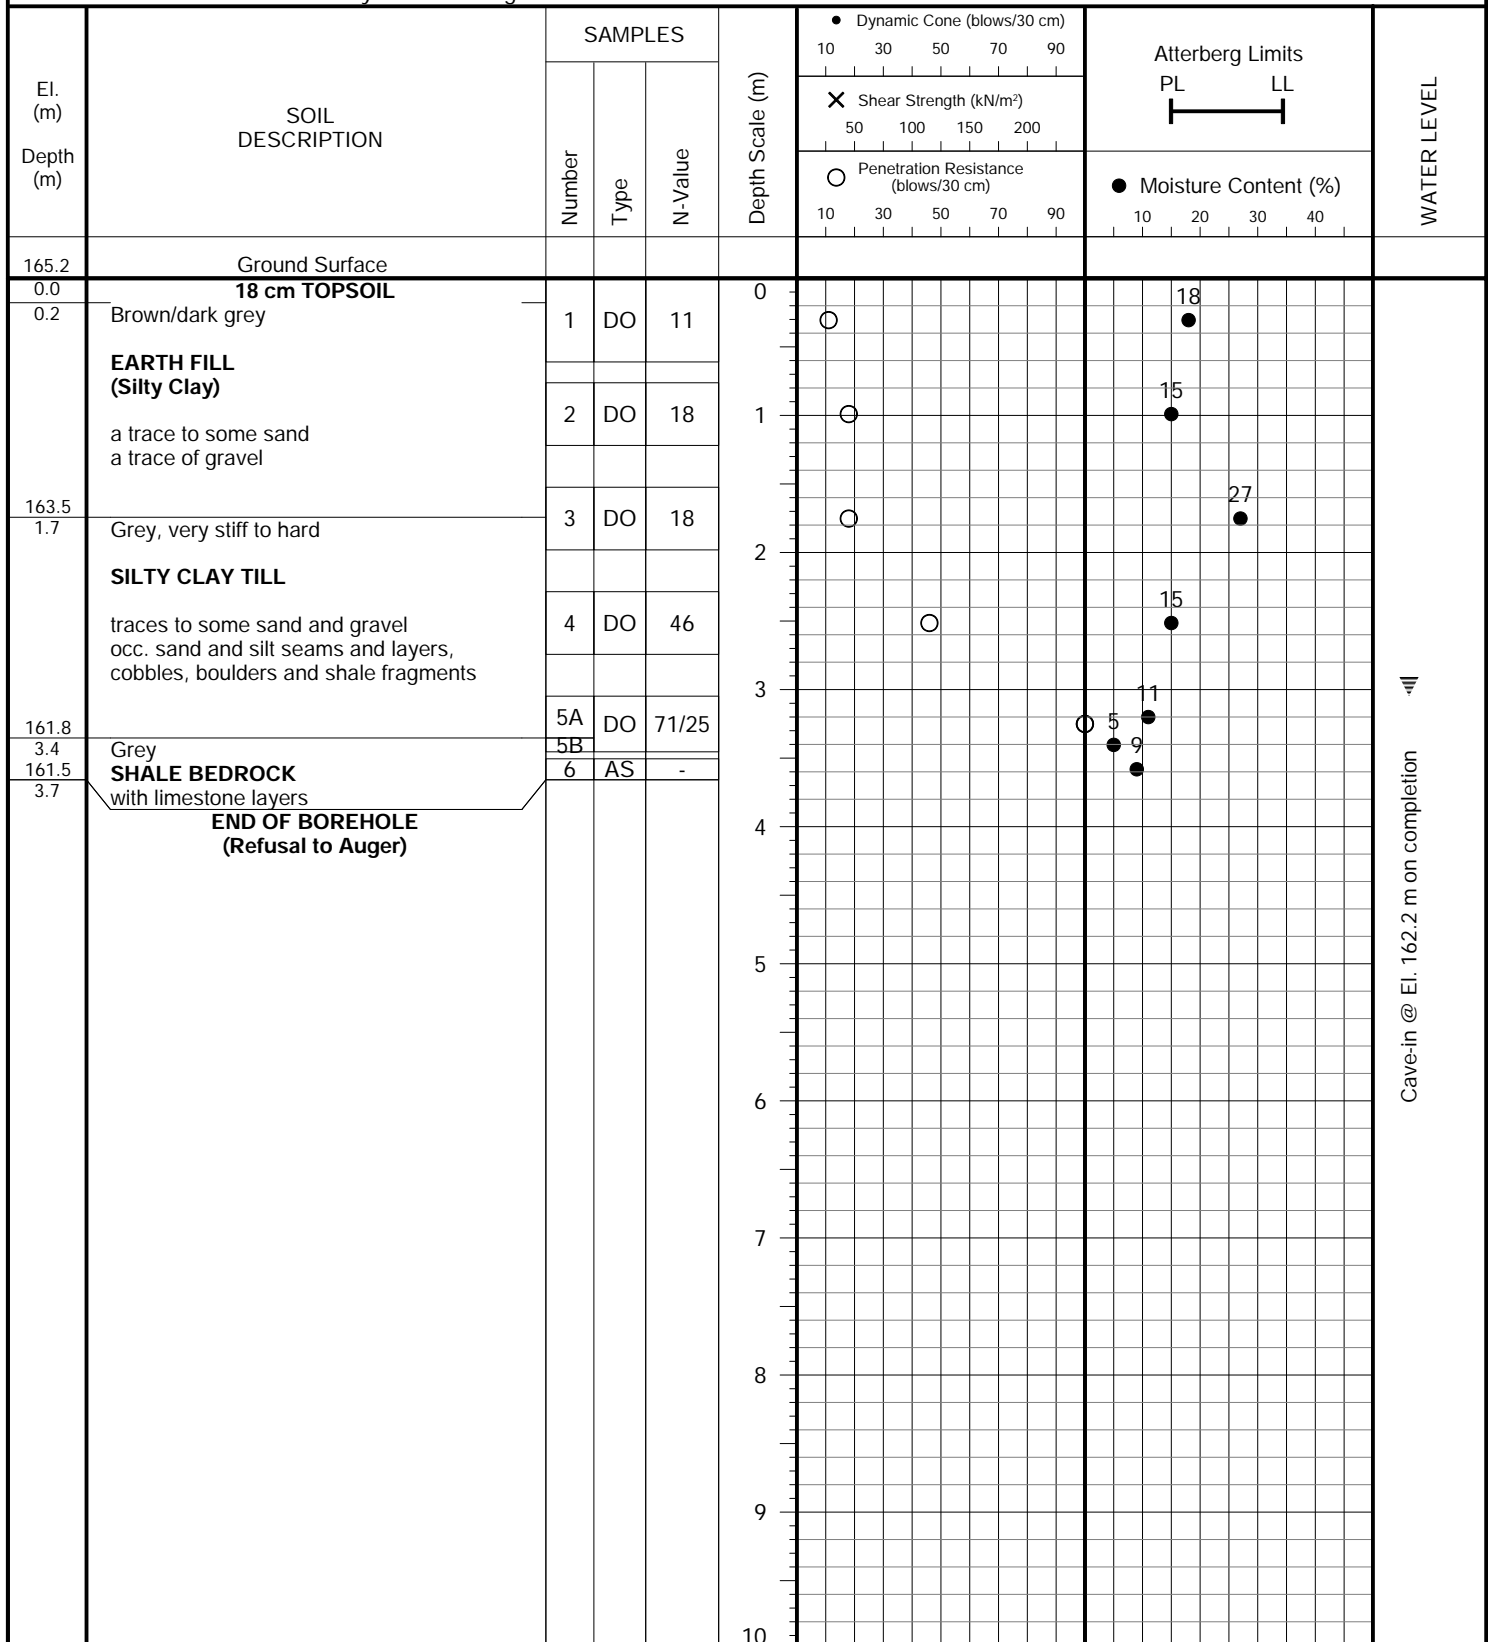 SAMPLES
El.
(m)
Depth
(m)
SOIL
DESCRIPTION
Number
Type
N-Value
Depth Scale (m)
Dynamic Cone (blows/30 cm)
10 30 50 70 90
Shear Strength (kN/m²)
50 100 150 200
Penetration Resistance
(blows/30 cm)
10 30 50 70 90
Atterberg Limits
PL LL
Moisture Content (%)
10 20 30 40
WATER LEVEL
165.2 Ground Surface
0.0 18 cm TOPSOIL 0
0.2 Brown/dark grey
1 DO 11 18
EARTH FILL
(Silty Clay)
2 DO 18 1 15
a trace to some sand
a trace of gravel
163.5
3 DO 18 27
1.7 Grey, very stiff to hard
2
SILTY CLAY TILL
traces to some sand and gravel
4 DO 46 15
occ. sand and silt seams and layers,
cobbles, boulders and shale fragments
3
5A DO 71/25 11
161.8
5B 5
3.4 Grey 9
161.5 SHALE BEDROCK 6 AS -
3.7 with limestone layers
END OF BOREHOLE
(Refusal to Auger)
4
5
6
7
8
9
10
Cave-in @ El. 162.2 m on completion